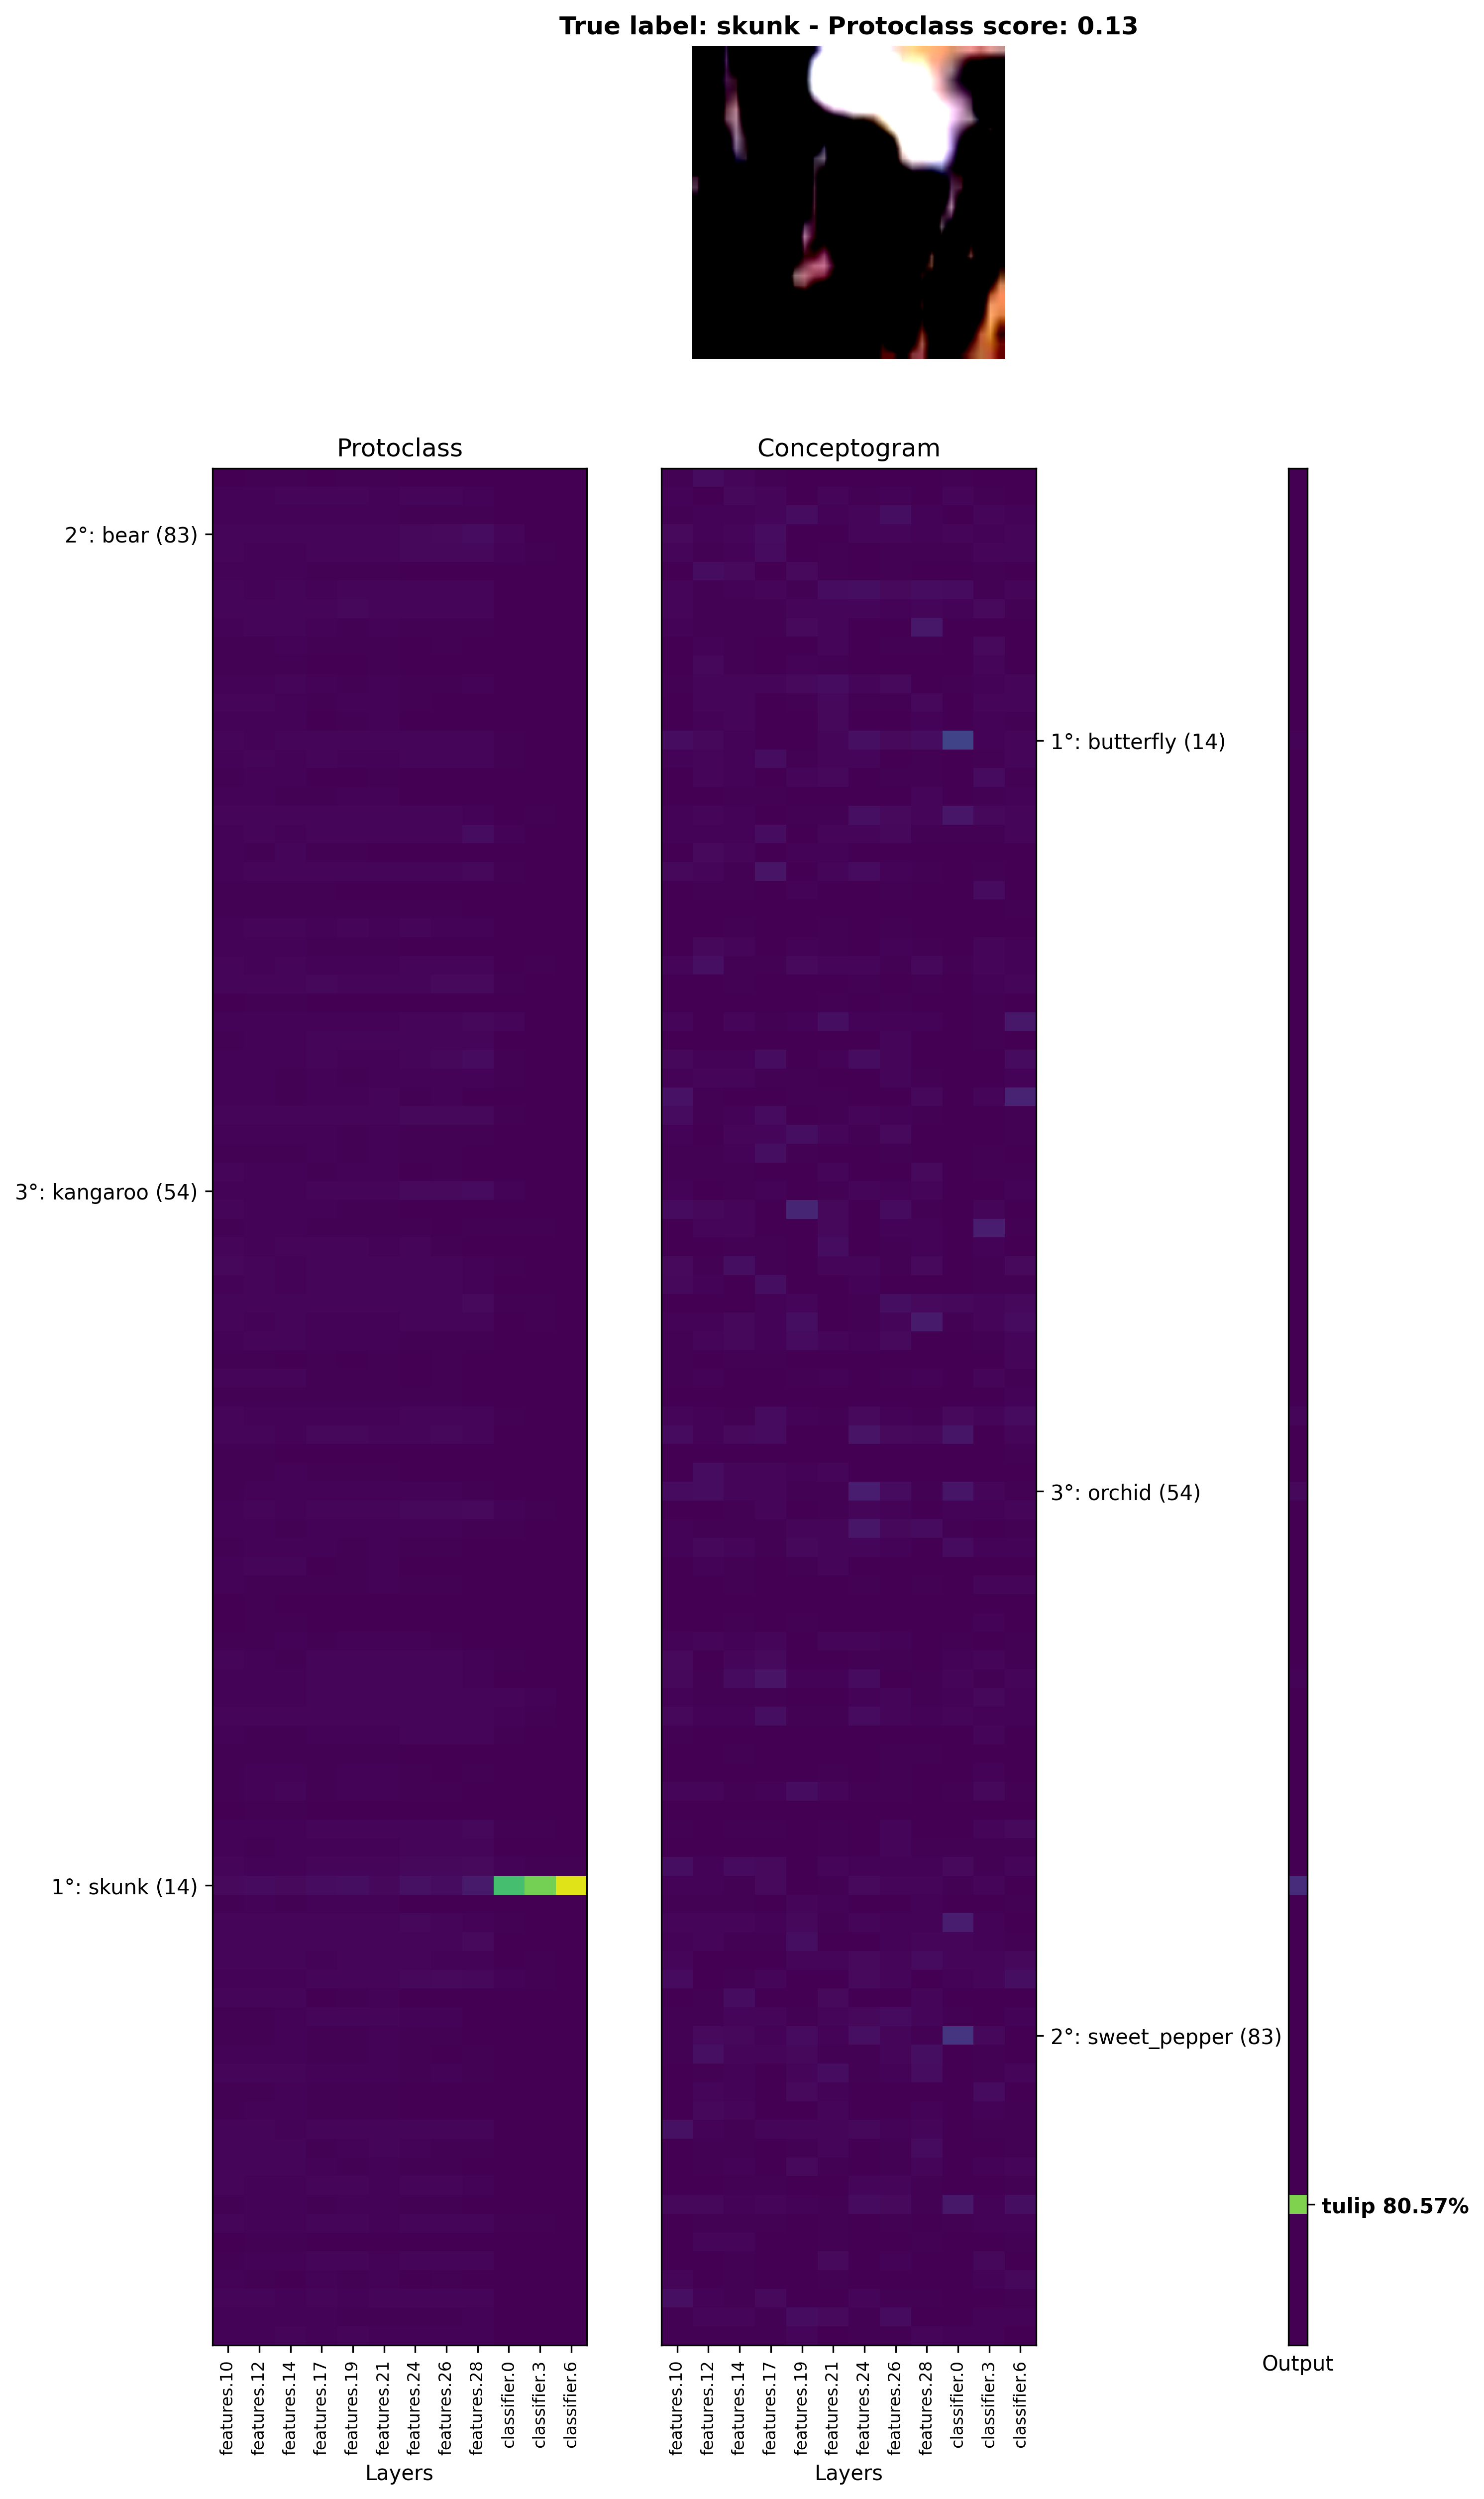 True label: skunk - Protoclass score: 0.13
Protoclass
Conceptogram
2°: bear (83)
1°: butterfly (14)
3°: kangaroo (54)
3°: orchid (54)
1°: skunk (14)
2°: sweet_pepper (83)
tulip 80.57%
features.10
features.12
features.14
features.17
features.19
features.21
features.24
features.26
features.28
classifier.0
classifier.3
classifier.6
Layers
features.10
features.12
features.14
features.17
features.19
features.21
features.24
features.26
features.28
classifier.0
classifier.3
classifier.6
Layers
Output